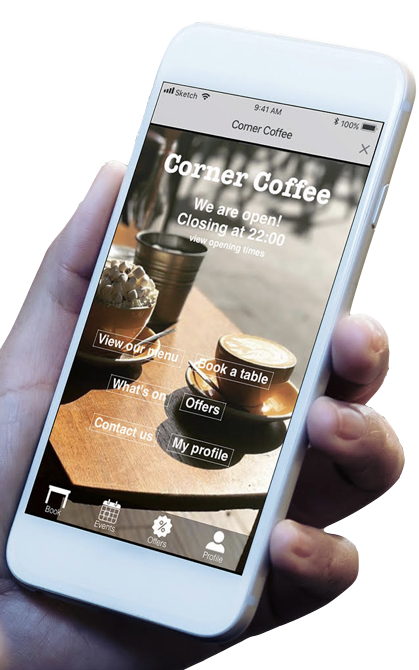 Sketch 9:41 AM 100%
Corner Coffee
Corner Coffee
We are open!
Closing at 22:00
view opening times
View our menu Book a table
What's on Offers
Contact us My profile
Book Events Offers Profile